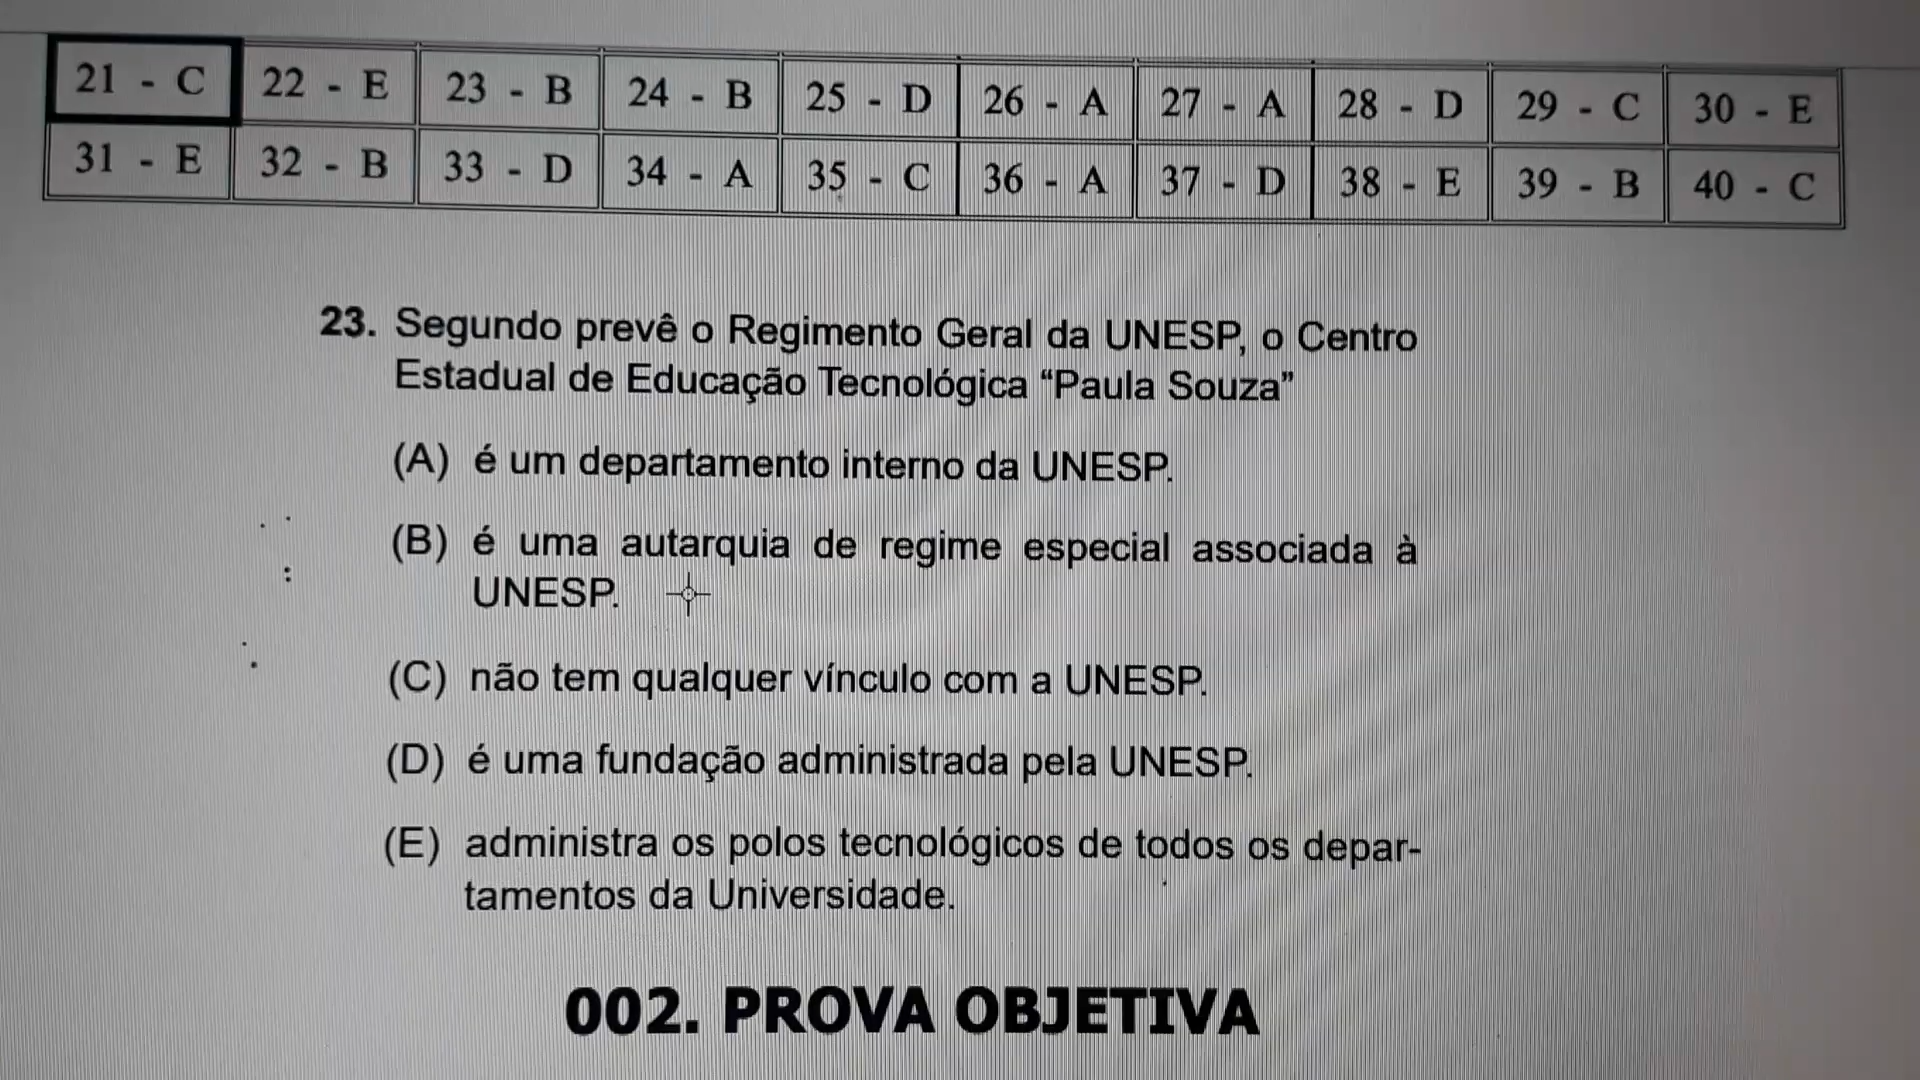 21 - C 22 - E 23 - B 24 - B 25 - D 26 - A 27 - A 28 - D 29 - C 30 - E
31 - E 32 - B 33 - D 34 - A 35 - C 36 - A 37 - D 38 - E 39 - B 40 - C
23. Segundo prevê o Regimento Geral da UNESP, o Centro
Estadual de Educação Tecnológica “Paula Souza”
(A) é um departamento interno da UNESP.
(B) é uma autarquia de regime especial associada à
UNESP.
(C) não tem qualquer vínculo com a UNESP.
(D) é uma fundação administrada pela UNESP.
(E) administra os polos tecnológicos de todos os depar-
tamentos da Universidade.
002. PROVA OBJETIVA